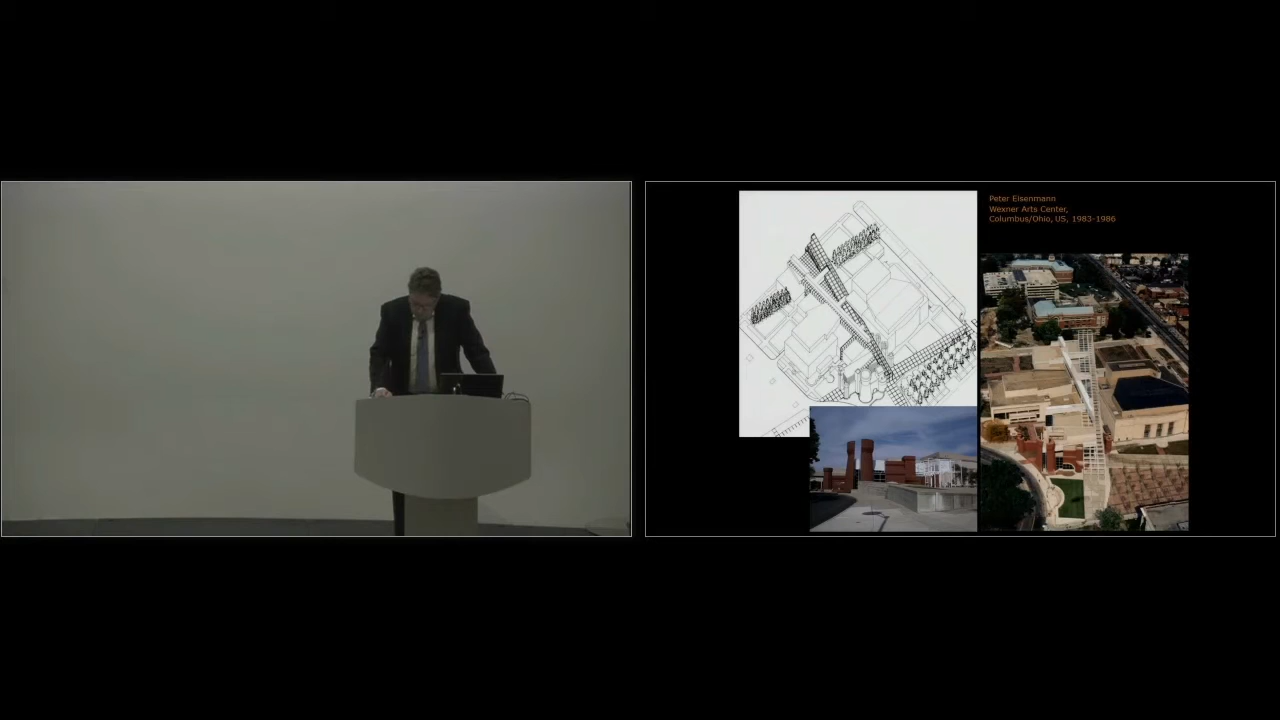 Peter Eisenmann
Wexner Arts Center,
Columbus/Ohio, US, 1983-1986